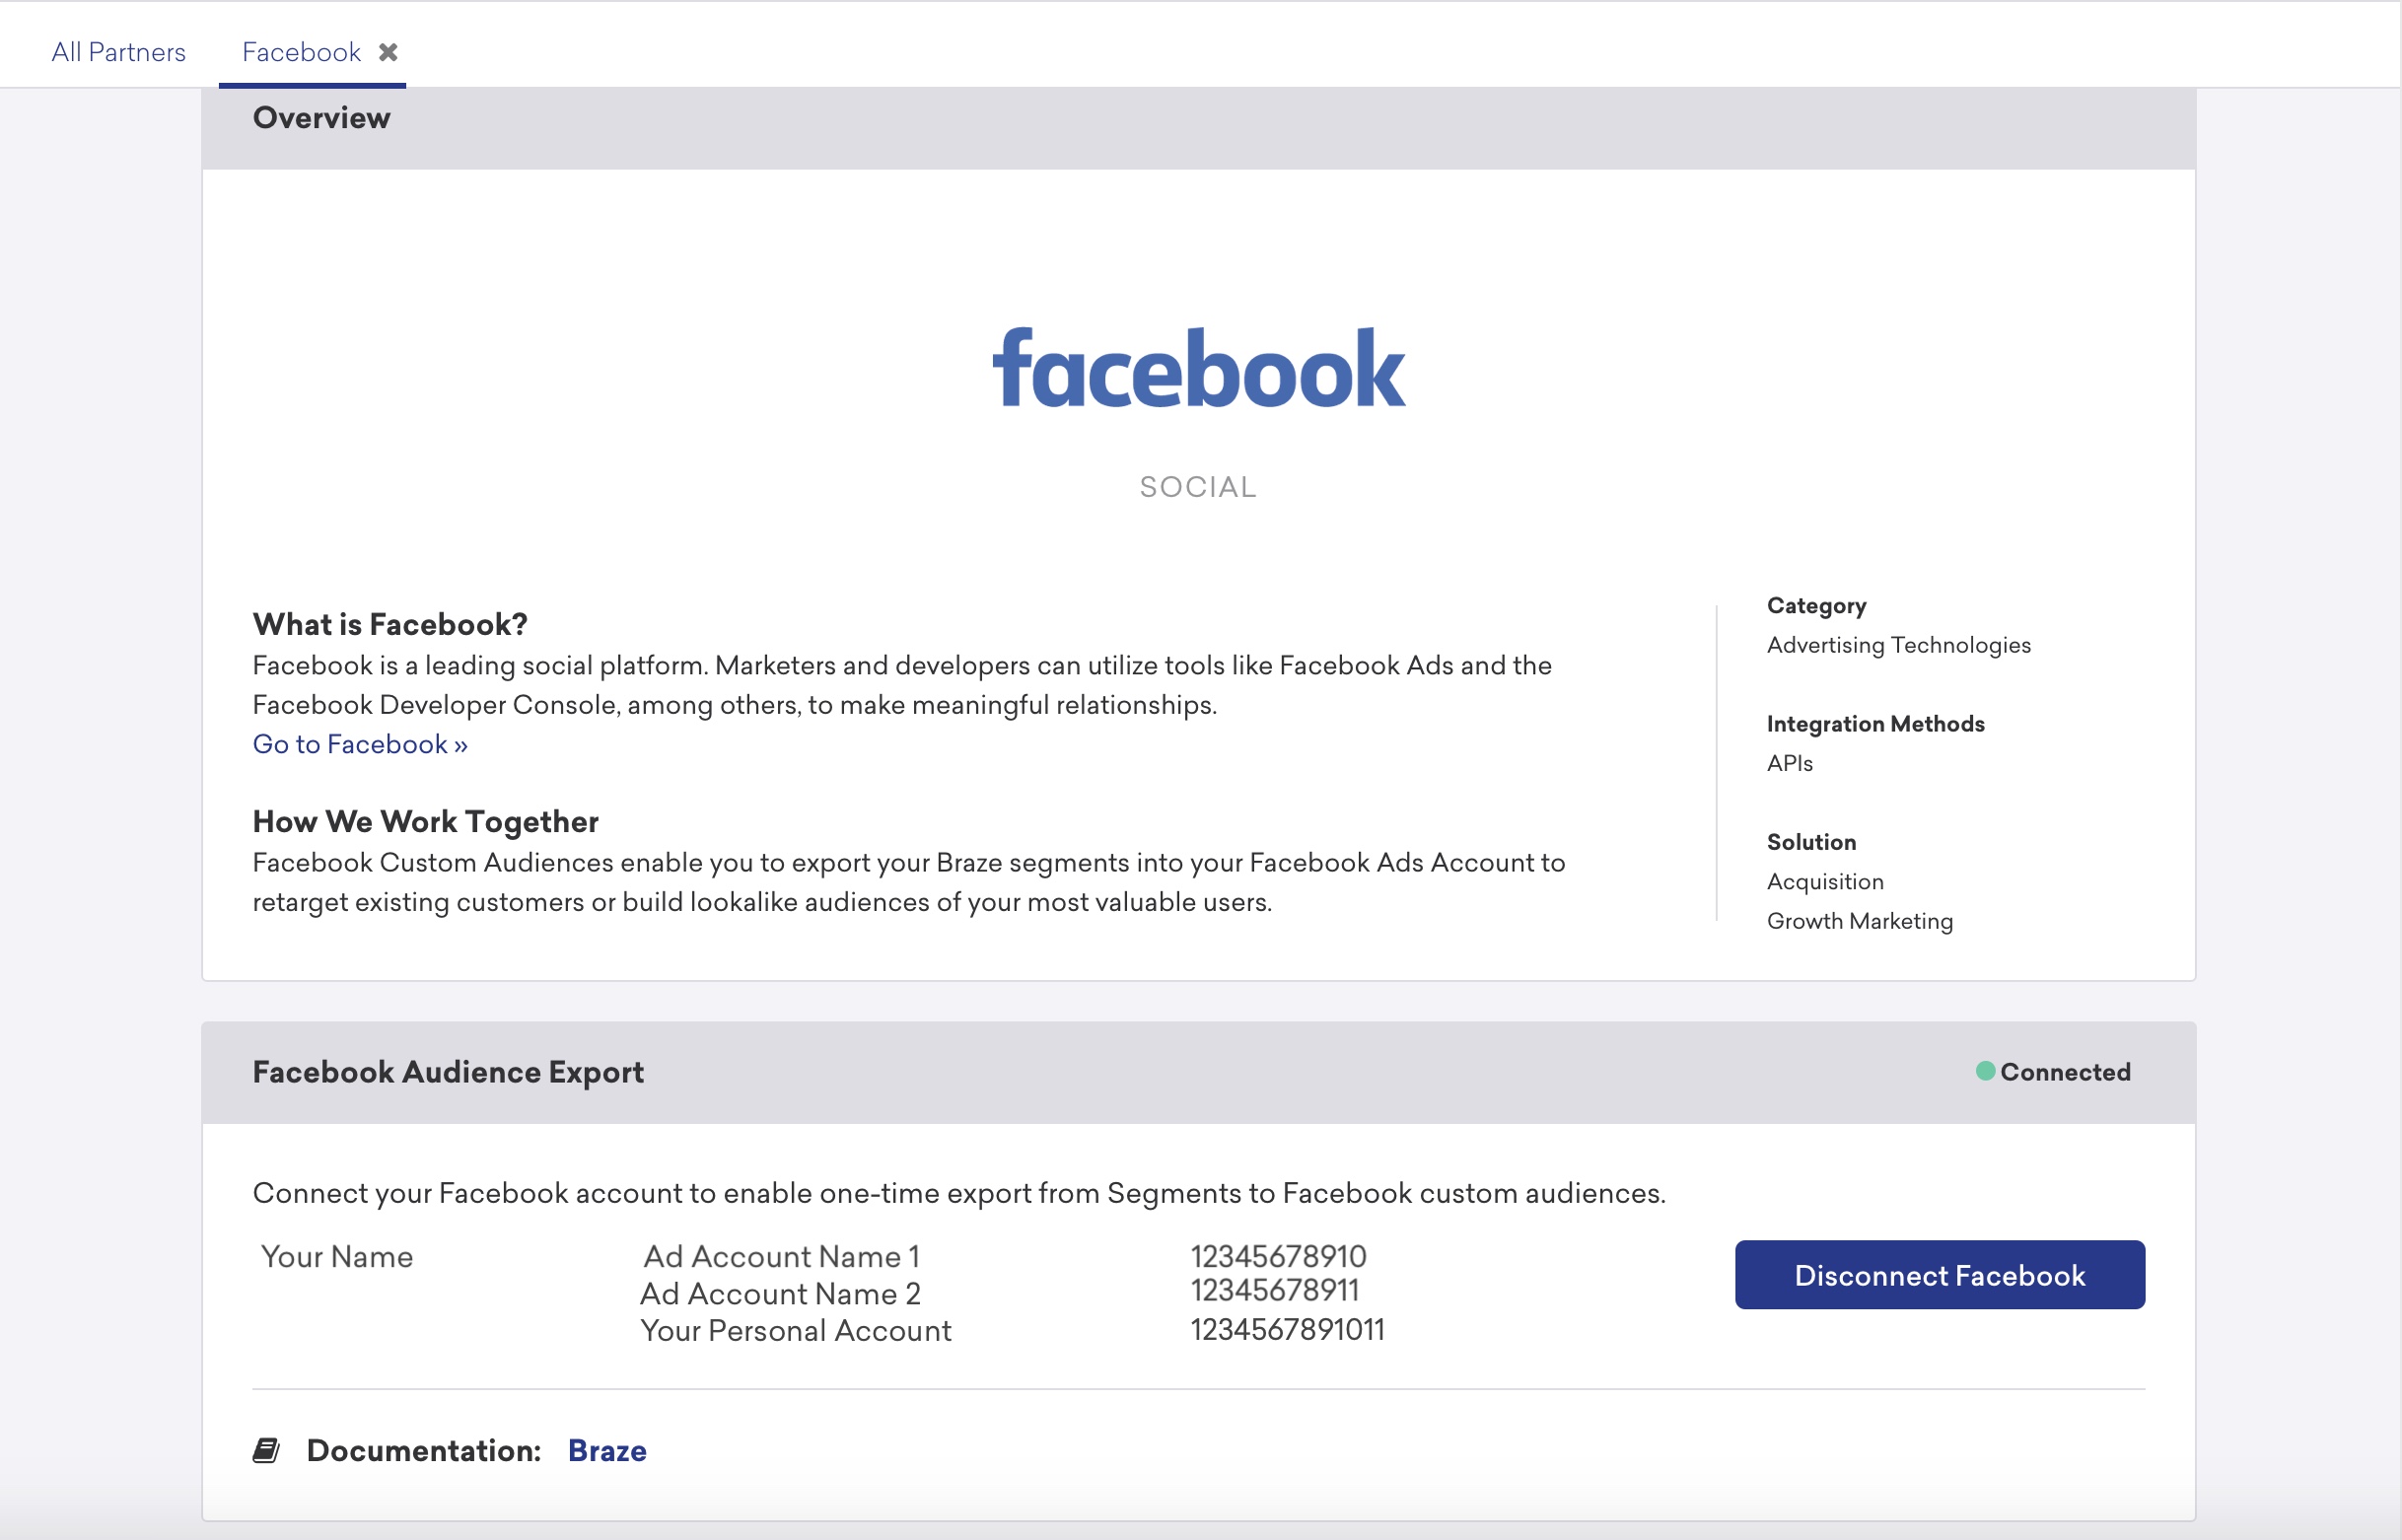 All Partners Facebook ✖
Overview
facebook
SOCIAL
What is Facebook?
Facebook is a leading social platform. Marketers and developers can utilize tools like Facebook Ads and the
Facebook Developer Console, among others, to make meaningful relationships.
Go to Facebook »
How We Work Together
Facebook Custom Audiences enable you to export your Braze segments into your Facebook Ads Account to
retarget existing customers or build lookalike audiences of your most valuable users.
Category
Advertising Technologies
Integration Methods
APIs
Solution
Acquisition
Growth Marketing
Facebook Audience Export Connected
Connect your Facebook account to enable one-time export from Segments to Facebook custom audiences.
Your Name Ad Account Name 1 12345678910
Ad Account Name 2 12345678911
Your Personal Account 1234567891011
Disconnect Facebook
Documentation: Braze